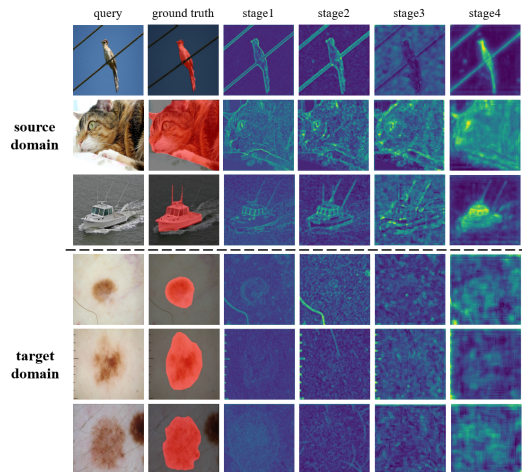 query ground truth stage1 stage2 stage3 stage4
source
domain
target
domain